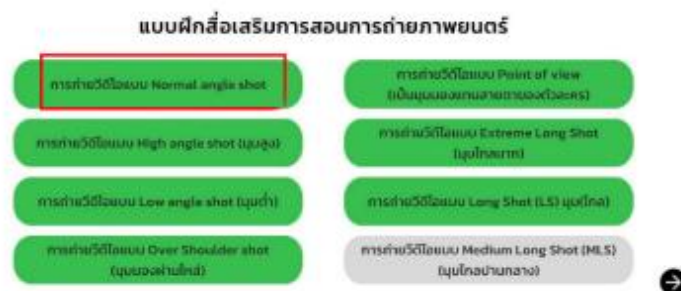 แบบฝึกสื่อเสริมการสอนการถ่ายภาพยนตร์
การถ่ายวีดีโอแบบ Normal angle shot
การถ่ายวีดีโอแบบ Point of view
(เป็นมุมมองแทนสายตาของตัวละคร)
การถ่ายวีดีโอแบบ High angle shot (มุมสูง)
การถ่ายวีดีโอแบบ Extreme Long Shot
(มุมไกลมาก)
การถ่ายวีดีโอแบบ Low angle shot (มุมต่ำ)
การถ่ายวีดีโอแบบ Long Shot (LS) มุม(ไกล)
การถ่ายวีดีโอแบบ Over Shoulder shot
(มุมมองผ่านไหล่)
การถ่ายวีดีโอแบบ Medium Long Shot (MLS)
(มุมไกลปานกลาง)